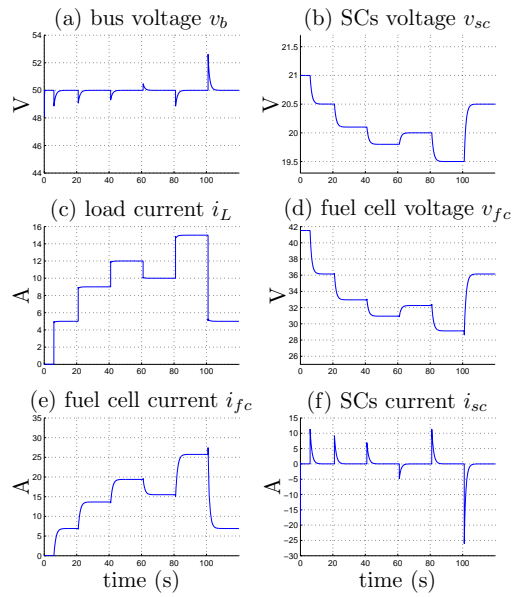 (a) bus voltage v_b
(b) SCs voltage v_sc
V
54
52
50
48
46
44
0 20 40 60 80 100
V
21
20.5
20
19.5
0 20 40 60 80 100
(c) load current i_L
(d) fuel cell voltage v_fc
A
16
14
12
10
8
6
4
2
0
0 20 40 60 80 100
V
42
40
38
36
34
32
30
28
26
0 20 40 60 80 100
(e) fuel cell current i_fc
(f) SCs current i_sc
A
35
30
25
20
15
10
5
0
0 20 40 60 80 100
time (s)
A
15
10
5
0
−5
−10
−15
−20
−25
−30
0 20 40 60 80 100
time (s)